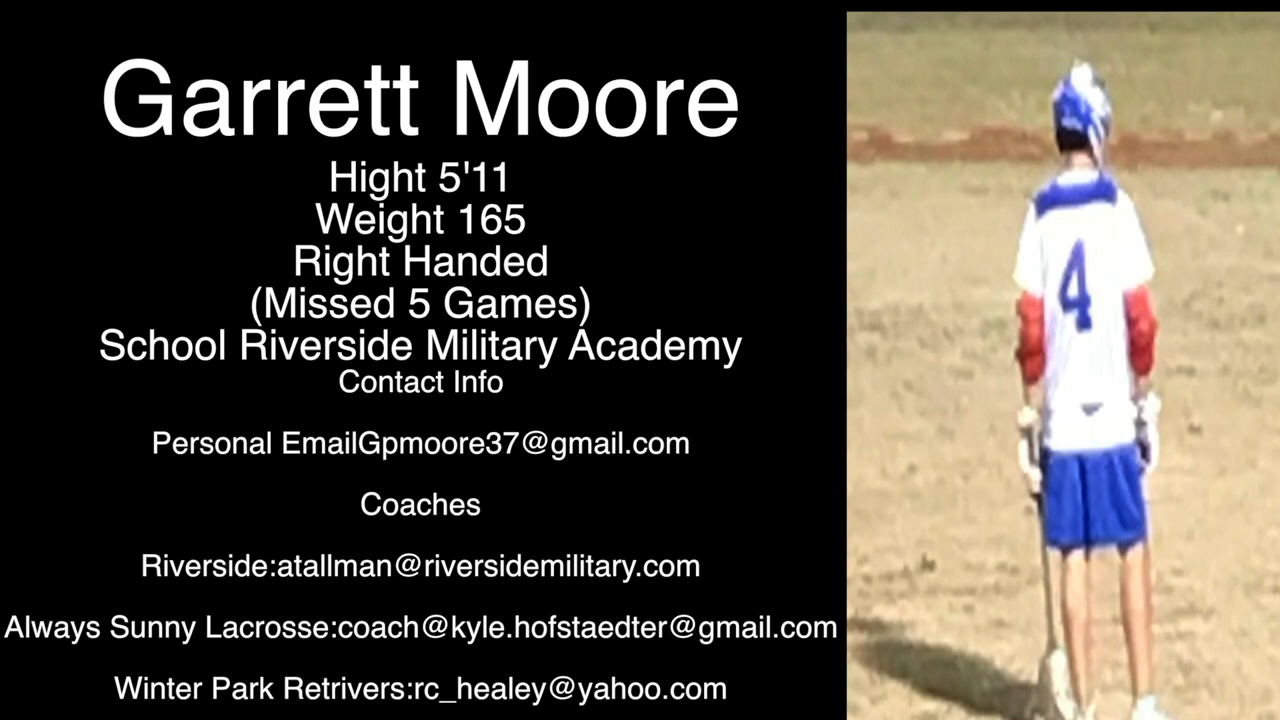 Garrett Moore
Hight 5'11
Weight 165
Right Handed
(Missed 5 Games)
School Riverside Military Academy
Contact Info
Personal EmailGpmoore37@gmail.com
Coaches
Riverside:atallman@riversidemilitary.com
Always Sunny Lacrosse:coach@kyle.hofstaedter@gmail.com
Winter Park Retrivers:rc_healey@yahoo.com
4